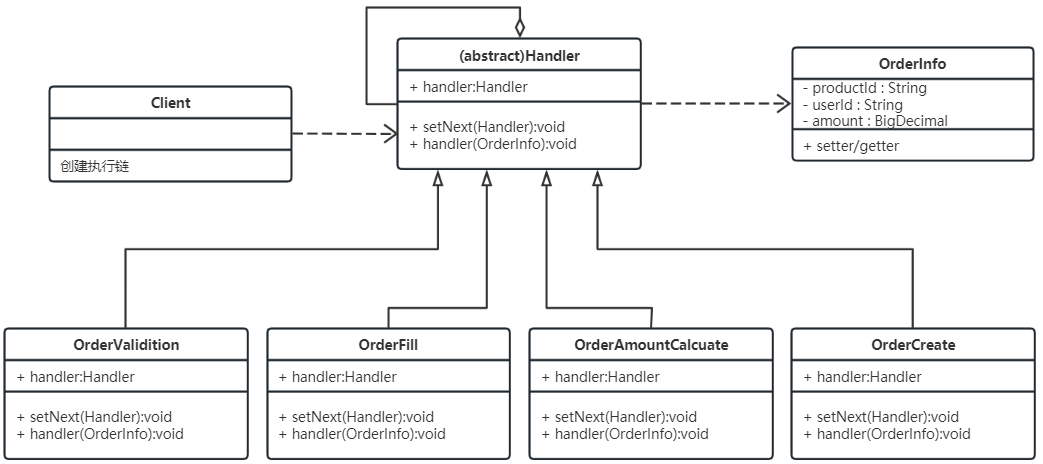 (abstract)Handler
+ handler:Handler
+ setNext(Handler):void
+ handler(OrderInfo):void
OrderInfo
- productId : String
- userId : String
- amount : BigDecimal
+ setter/getter
Client
创建执行链
OrderValidition
+ handler:Handler
+ setNext(Handler):void
+ handler(OrderInfo):void
OrderFill
+ handler:Handler
+ setNext(Handler):void
+ handler(OrderInfo):void
OrderAmountCalcuate
+ handler:Handler
+ setNext(Handler):void
+ handler(OrderInfo):void
OrderCreate
+ handler:Handler
+ setNext(Handler):void
+ handler(OrderInfo):void